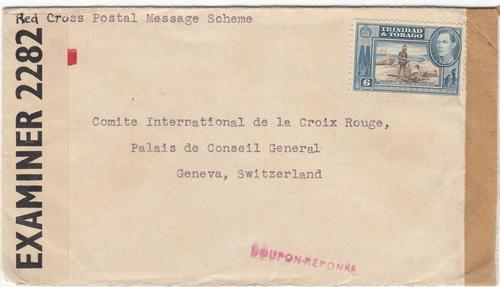 Red Cross Postal Message Scheme
EXAMINER 2282
TRINIDAD
& TOBAGO
6
Comite International de la Croix Rouge,
Palais de Conseil General
Geneva, Switzerland
COUPON-REPONSE